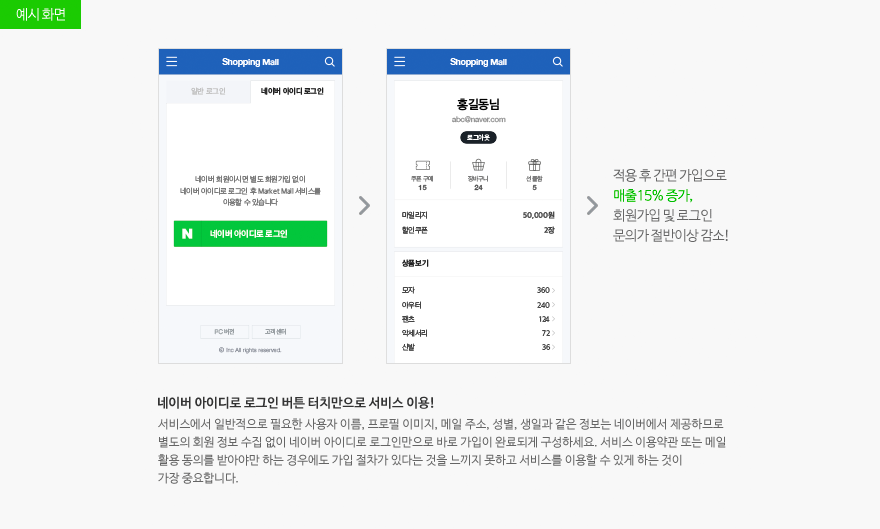 예시 화면
Shopping Mall
일반 로그인 네이버 아이디 로그인
네이버 회원이시면 별도 회원가입 없이
네이버 아이디로 로그인 후 Market Mall 서비스를
이용할 수 있습니다
N 네이버 아이디로 로그인
PC 버전 고객센터
© Inc All rights reserved.
Shopping Mall
홍길동님
abc@naver.com
로그아웃
쿠폰 구매 장바구니 선물함
15 24 5
마일리지 50,000원
할인 쿠폰 2장
상품보기
모자 360
아우터 240
팬츠 124
악세서리 72
신발 36
적용 후 간편 가입으로
매출15% 증가,
회원가입 및 로그인
문의가 절반이상 감소!
네이버 아이디로 로그인 버튼 터치만으로 서비스 이용!
서비스에서 일반적으로 필요한 사용자 이름, 프로필 이미지, 메일 주소, 성별, 생일과 같은 정보는 네이버에서 제공하므로
별도의 회원 정보 수집 없이 네이버 아이디로 로그인만으로 바로 가입이 완료되게 구성하세요. 서비스 이용약관 또는 메일
활용 동의를 받아야만 하는 경우에도 가입 절차가 있다는 것을 느끼지 못하고 서비스를 이용할 수 있게 하는 것이
가장 중요합니다.